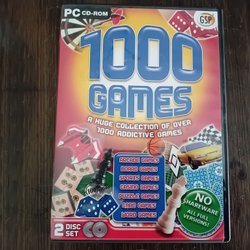 PC CD-ROM
GSP
1000
GAMES
A HUGE COLLECTION OF OVER
1000 ADDICTIVE GAMES
ARCADE GAMES
BOARD GAMES
SPORTS GAMES
CASINO GAMES
PUZZLE GAMES
CARD GAMES
WORD GAMES
NO
SHAREWARE
ALL FULL
VERSIONS!
2 DISC
SET